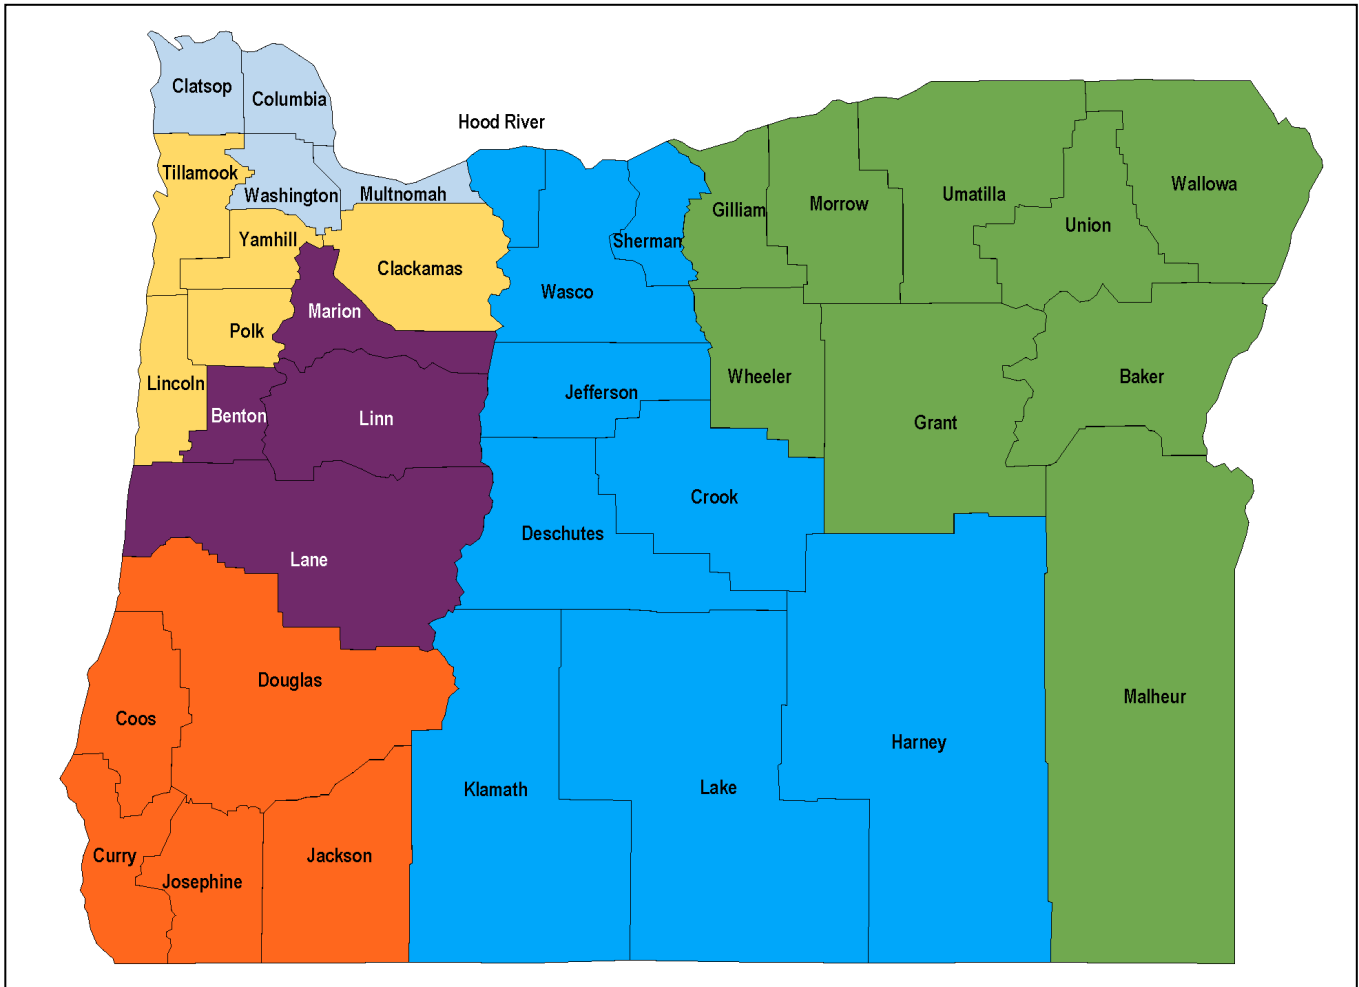 Clatsop
Columbia
Hood River
Tillamook
Washington
Multnomah
Wallowa
Umatilla
Morrow
Gilliam
Union
Yamhill
Sherman
Clackamas
Wasco
Marion
Polk
Wheeler
Baker
Lincoln
Jefferson
Benton
Linn
Grant
Crook
Deschutes
Lane
Douglas
Malheur
Coos
Harney
Klamath
Lake
Curry
Jackson
Josephine